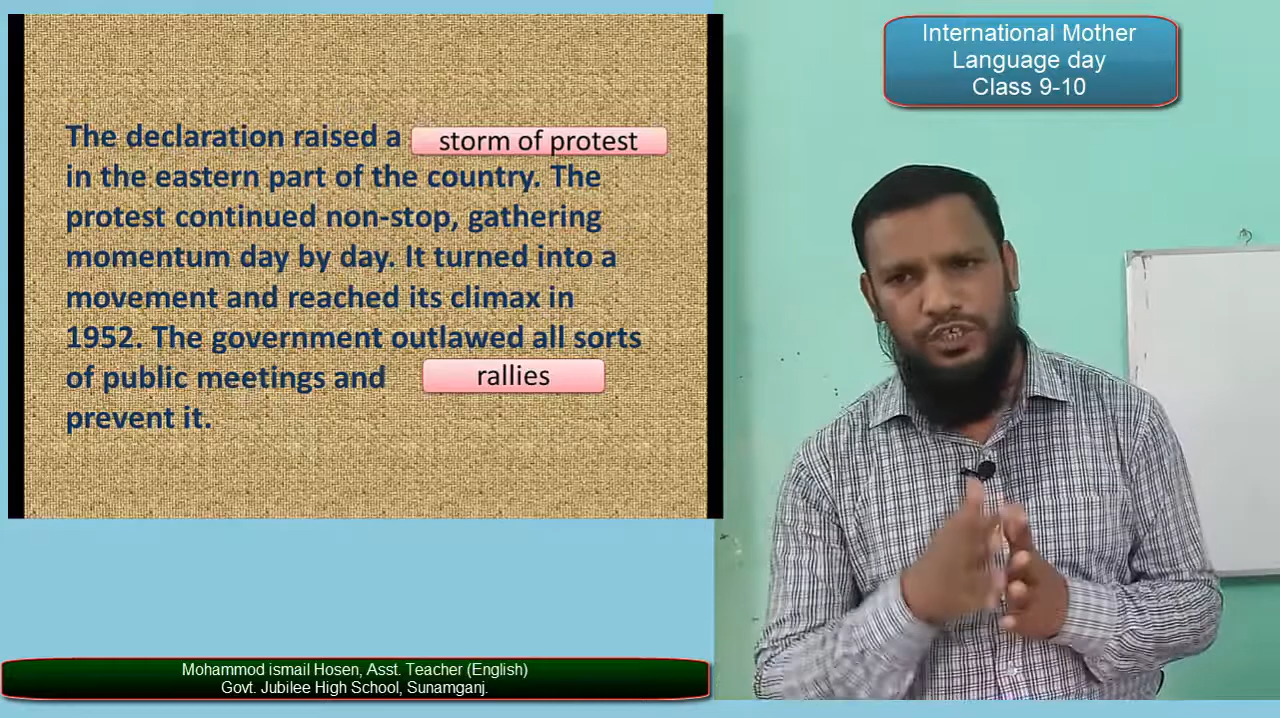 The declaration raised a storm of protest
in the eastern part of the country. The
protest continued non-stop, gathering
momentum day by day. It turned into a
movement and reached its climax in
1952. The government outlawed all sorts
of public meetings and rallies
prevent it.
International Mother
Language day
Class 9-10
Mohammod ismail Hosen, Asst. Teacher (English)
Govt. Jubilee High School, Sunamganj.